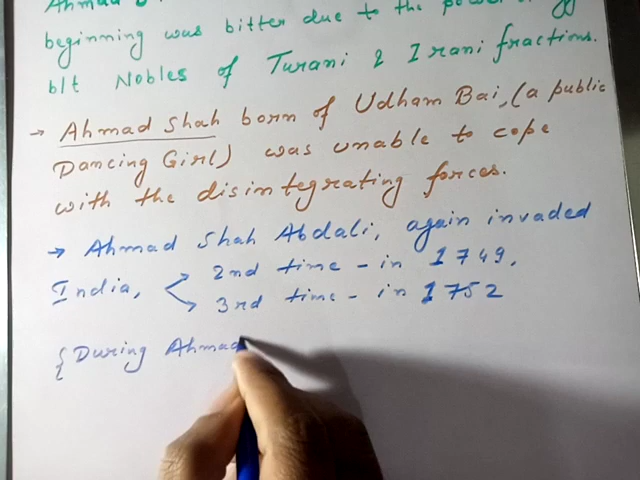 Ahmad
beginning was bitter due to the power
b/t Nobles of Turani & Irani fractions.
→ Ahmad Shah born of Udham Bai, (a public
Dancing Girl) was unable to cope
with the disintegrating forces.
→ Ahmad Shah Abdali, again invaded
India, 2nd time - in 1749,
3rd time - in 1752
{During Ahmad